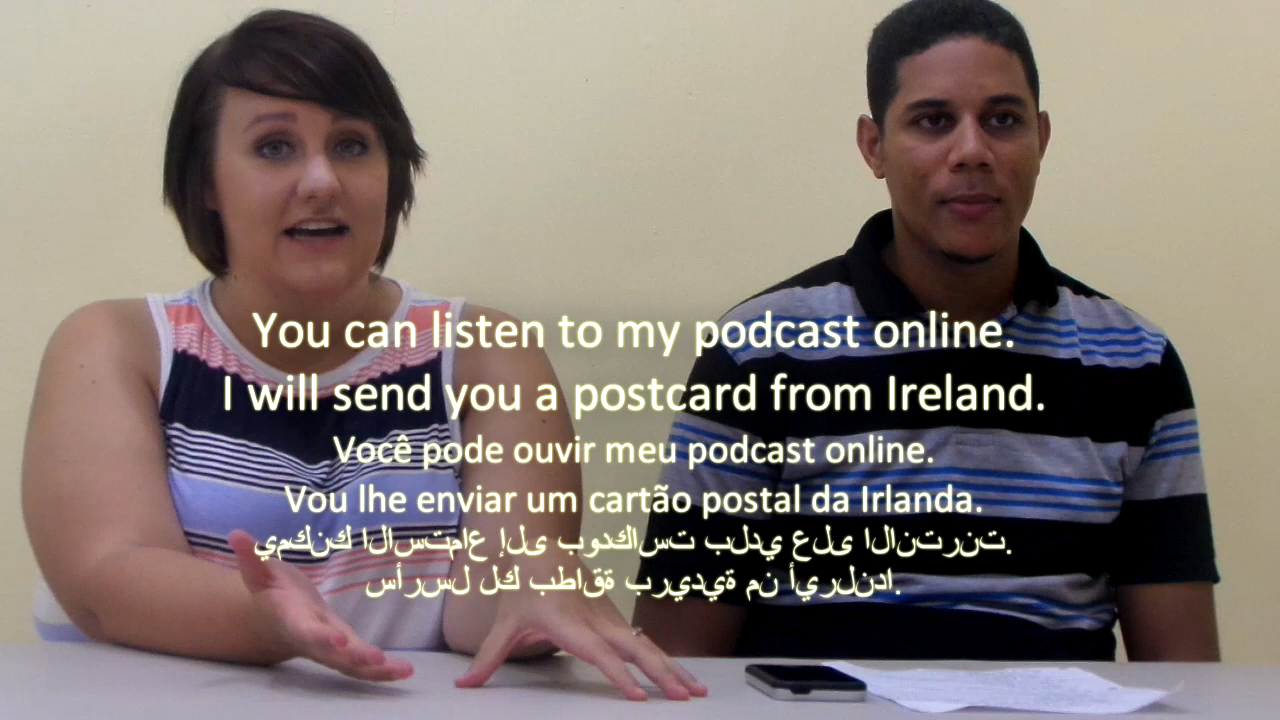 You can listen to my podcast online.
I will send you a postcard from Ireland.
Você pode ouvir meu podcast online.
Vou lhe enviar um cartão postal da Irlanda.
يمكنك الاستماع إلى بودكاست بلدي على الانترنت.
سأرسل لك بطاقة بريدية من أيرلندا.